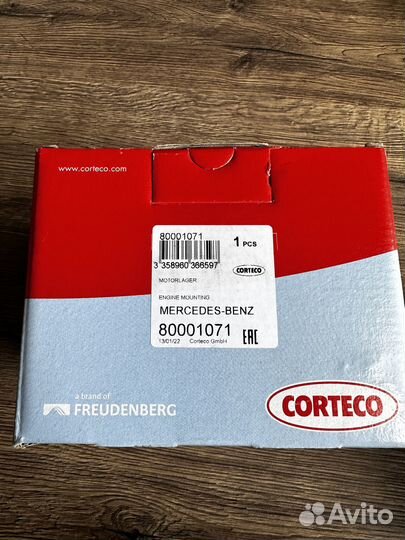 www.corteco.com
80001071
1 PCS
3 358960 366597
CORTECO
MOTORLAGER
ENGINE MOUNTING
MERCEDES-BENZ
80001071
EAC
13/01/22 Corteco GmbH
a brand of
FREUDENBERG
CORTECO
Avito